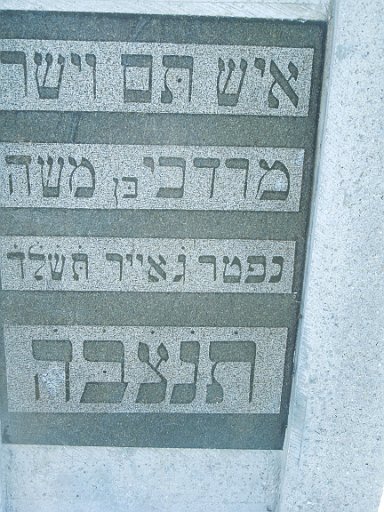 איש תם וישר
מרדכי בן משה
נפטר ג אייר תשלד
תנצבה